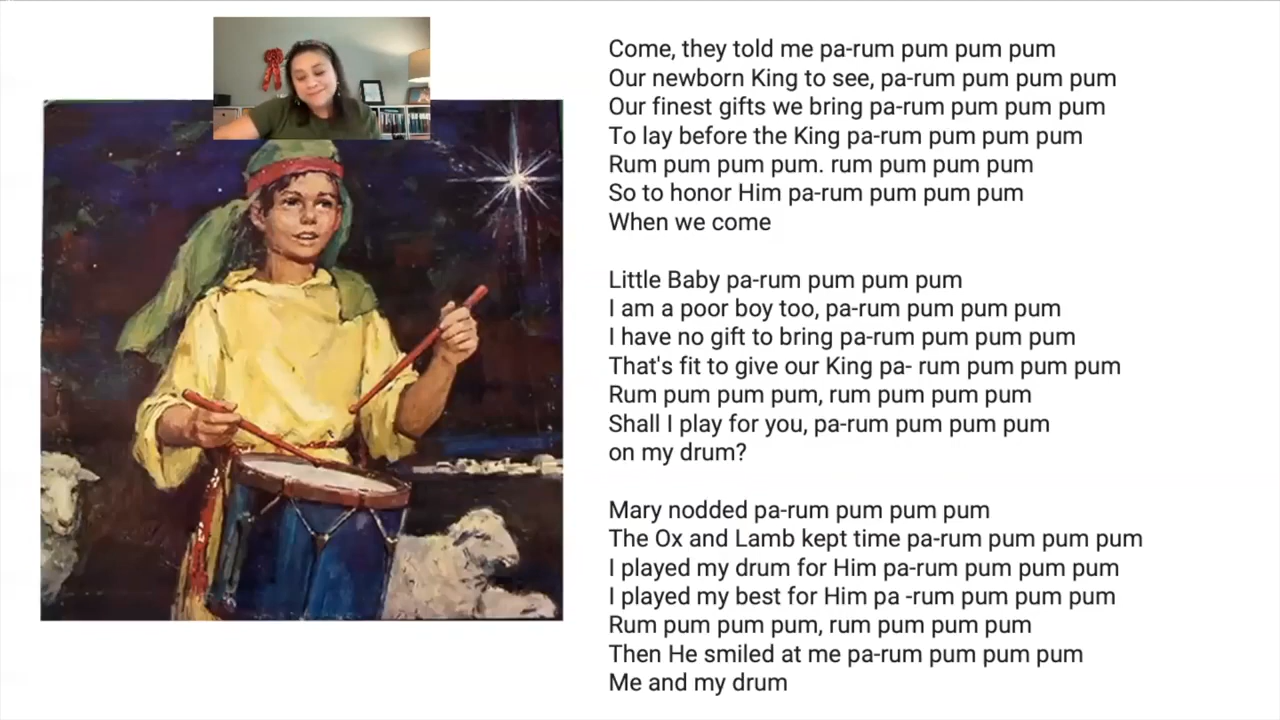 Come, they told me pa-rum pum pum pum
Our newborn King to see, pa-rum pum pum pum
Our finest gifts we bring pa-rum pum pum pum
To lay before the King pa-rum pum pum pum
Rum pum pum pum. rum pum pum pum
So to honor Him pa-rum pum pum pum
When we come

Little Baby pa-rum pum pum pum
I am a poor boy too, pa-rum pum pum pum
I have no gift to bring pa-rum pum pum pum
That's fit to give our King pa- rum pum pum pum
Rum pum pum pum, rum pum pum pum
Shall I play for you, pa-rum pum pum pum
on my drum?

Mary nodded pa-rum pum pum pum
The Ox and Lamb kept time pa-rum pum pum pum
I played my drum for Him pa-rum pum pum pum
I played my best for Him pa -rum pum pum pum
Rum pum pum pum, rum pum pum pum
Then He smiled at me pa-rum pum pum pum
Me and my drum